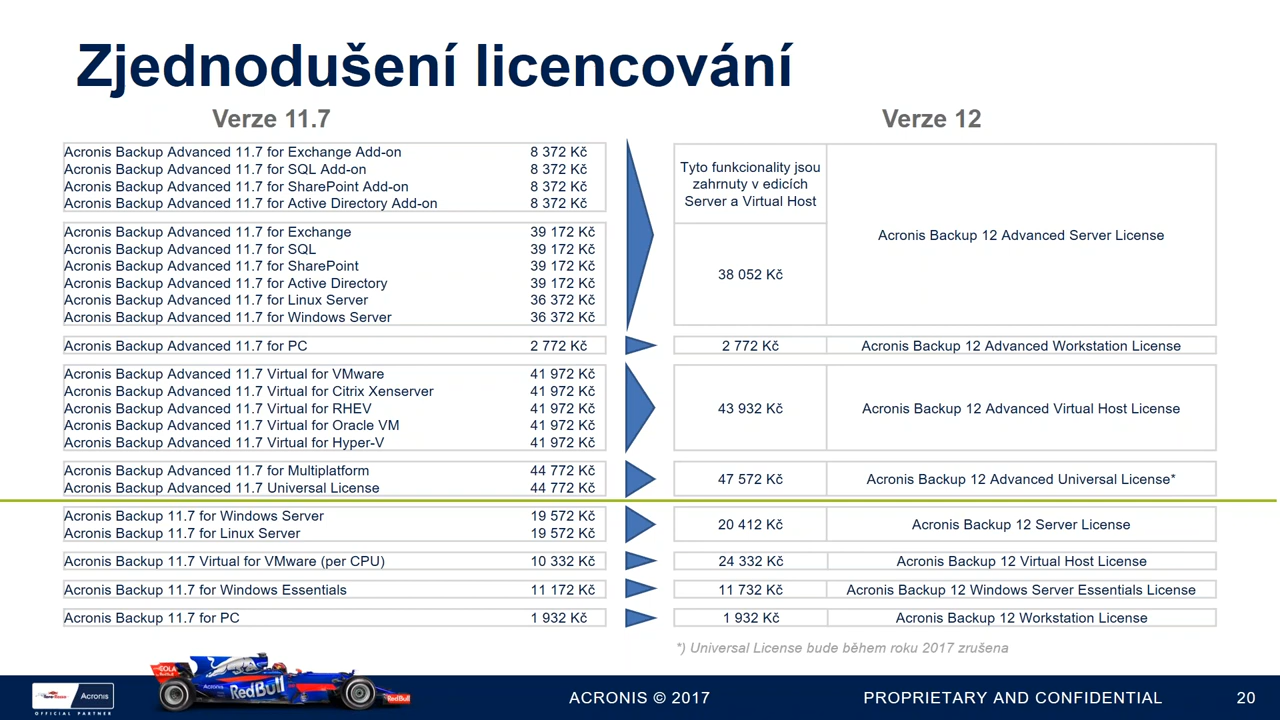 Zjednodušení licencování
Verze 11.7
Verze 12
Acronis Backup Advanced 11.7 for Exchange Add-on 8 372 Kč
Acronis Backup Advanced 11.7 for SQL Add-on 8 372 Kč
Acronis Backup Advanced 11.7 for SharePoint Add-on 8 372 Kč
Acronis Backup Advanced 11.7 for Active Directory Add-on 8 372 Kč
Acronis Backup Advanced 11.7 for Exchange 39 172 Kč
Acronis Backup Advanced 11.7 for SQL 39 172 Kč
Acronis Backup Advanced 11.7 for SharePoint 39 172 Kč
Acronis Backup Advanced 11.7 for Active Directory 39 172 Kč
Acronis Backup Advanced 11.7 for Linux Server 36 372 Kč
Acronis Backup Advanced 11.7 for Windows Server 36 372 Kč
Tyto funkcionality jsou
zahrnuty v edicích
Server a Virtual Host
38 052 Kč
Acronis Backup 12 Advanced Server License
Acronis Backup Advanced 11.7 for PC 2 772 Kč
2 772 Kč Acronis Backup 12 Advanced Workstation License
Acronis Backup Advanced 11.7 Virtual for VMware 41 972 Kč
Acronis Backup Advanced 11.7 Virtual for Citrix Xenserver 41 972 Kč
Acronis Backup Advanced 11.7 Virtual for RHEV 41 972 Kč
Acronis Backup Advanced 11.7 Virtual for Oracle VM 41 972 Kč
Acronis Backup Advanced 11.7 Virtual for Hyper-V 41 972 Kč
43 932 Kč Acronis Backup 12 Advanced Virtual Host License
Acronis Backup Advanced 11.7 for Multiplatform 44 772 Kč
Acronis Backup Advanced 11.7 Universal License 44 772 Kč
47 572 Kč Acronis Backup 12 Advanced Universal License*
Acronis Backup 11.7 for Windows Server 19 572 Kč
Acronis Backup 11.7 for Linux Server 19 572 Kč
20 412 Kč Acronis Backup 12 Server License
Acronis Backup 11.7 Virtual for VMware (per CPU) 10 332 Kč
24 332 Kč Acronis Backup 12 Virtual Host License
Acronis Backup 11.7 for Windows Essentials 11 172 Kč
11 732 Kč Acronis Backup 12 Windows Server Essentials License
Acronis Backup 11.7 for PC 1 932 Kč
1 932 Kč Acronis Backup 12 Workstation License
*) Universal License bude během roku 2017 zrušena
Acronis
OFFICIAL PARTNER
COLA
Acronis
RedBull
RedBull
ACRONIS © 2017
PROPRIETARY AND CONFIDENTIAL
20